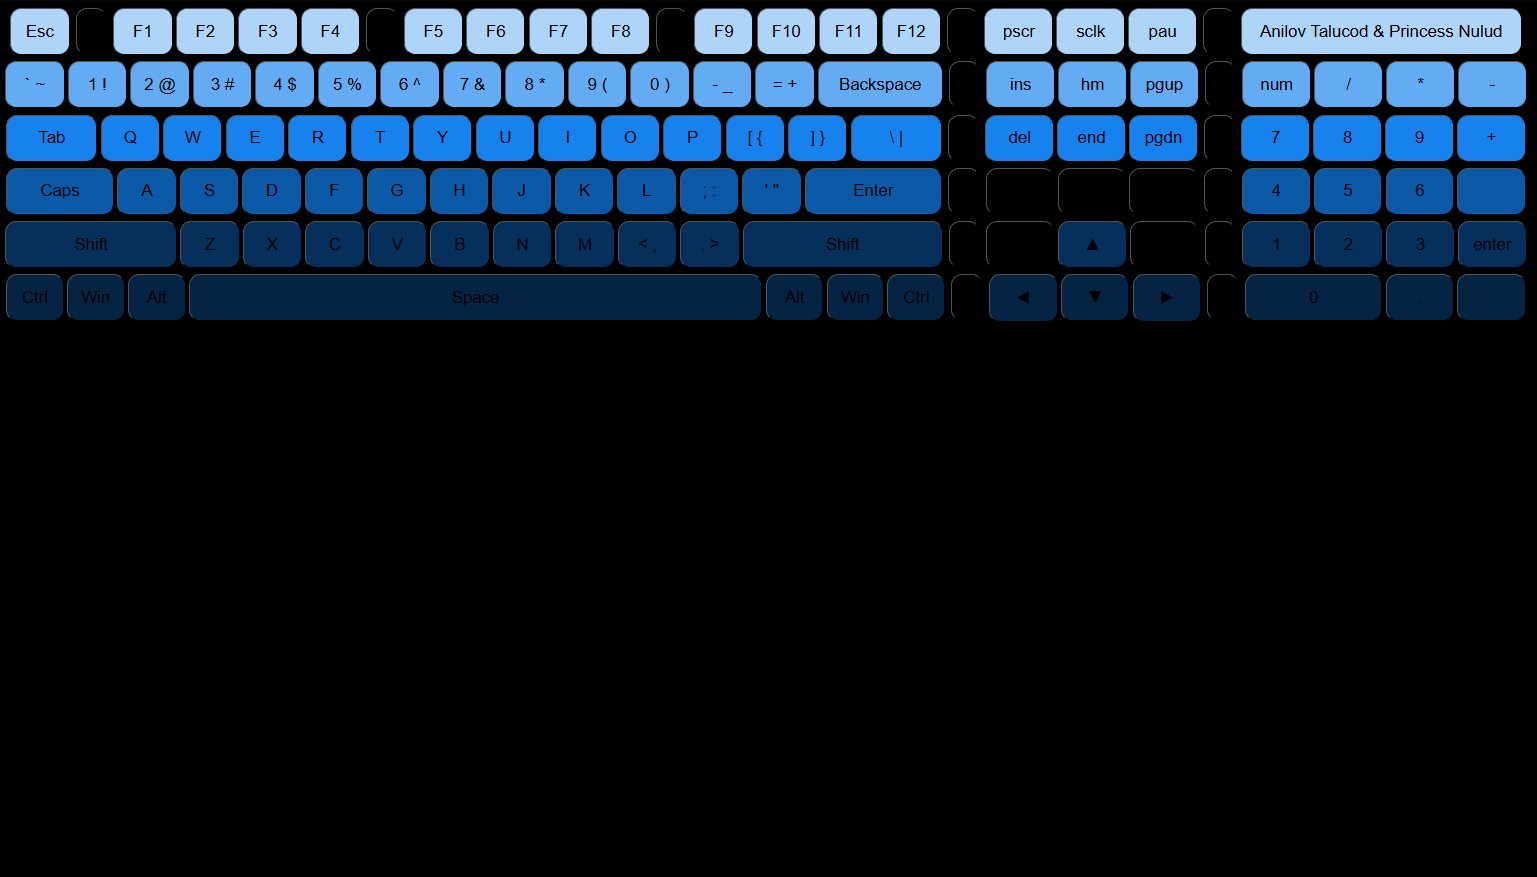 Esc F1 F2 F3 F4 F5 F6 F7 F8 F9 F10 F11 F12 pscr sclk pau Anilov Talucod & Princess Nulud
` ~ 1 ! 2 @ 3 # 4 $ 5 % 6 ^ 7 & 8 * 9 ( 0 ) - _ = + Backspace ins hm pgup num / * -
Tab Q W E R T Y U I O P [ { ] } \ | del end pgdn 7 8 9 +
Caps A S D F G H J K L ; : ' " Enter 4 5 6
Shift Z X C V B N M < , . > Shift ▲ 1 2 3 enter
Ctrl Win Alt Space Alt Win Ctrl ◄ ▼ ► 0 .